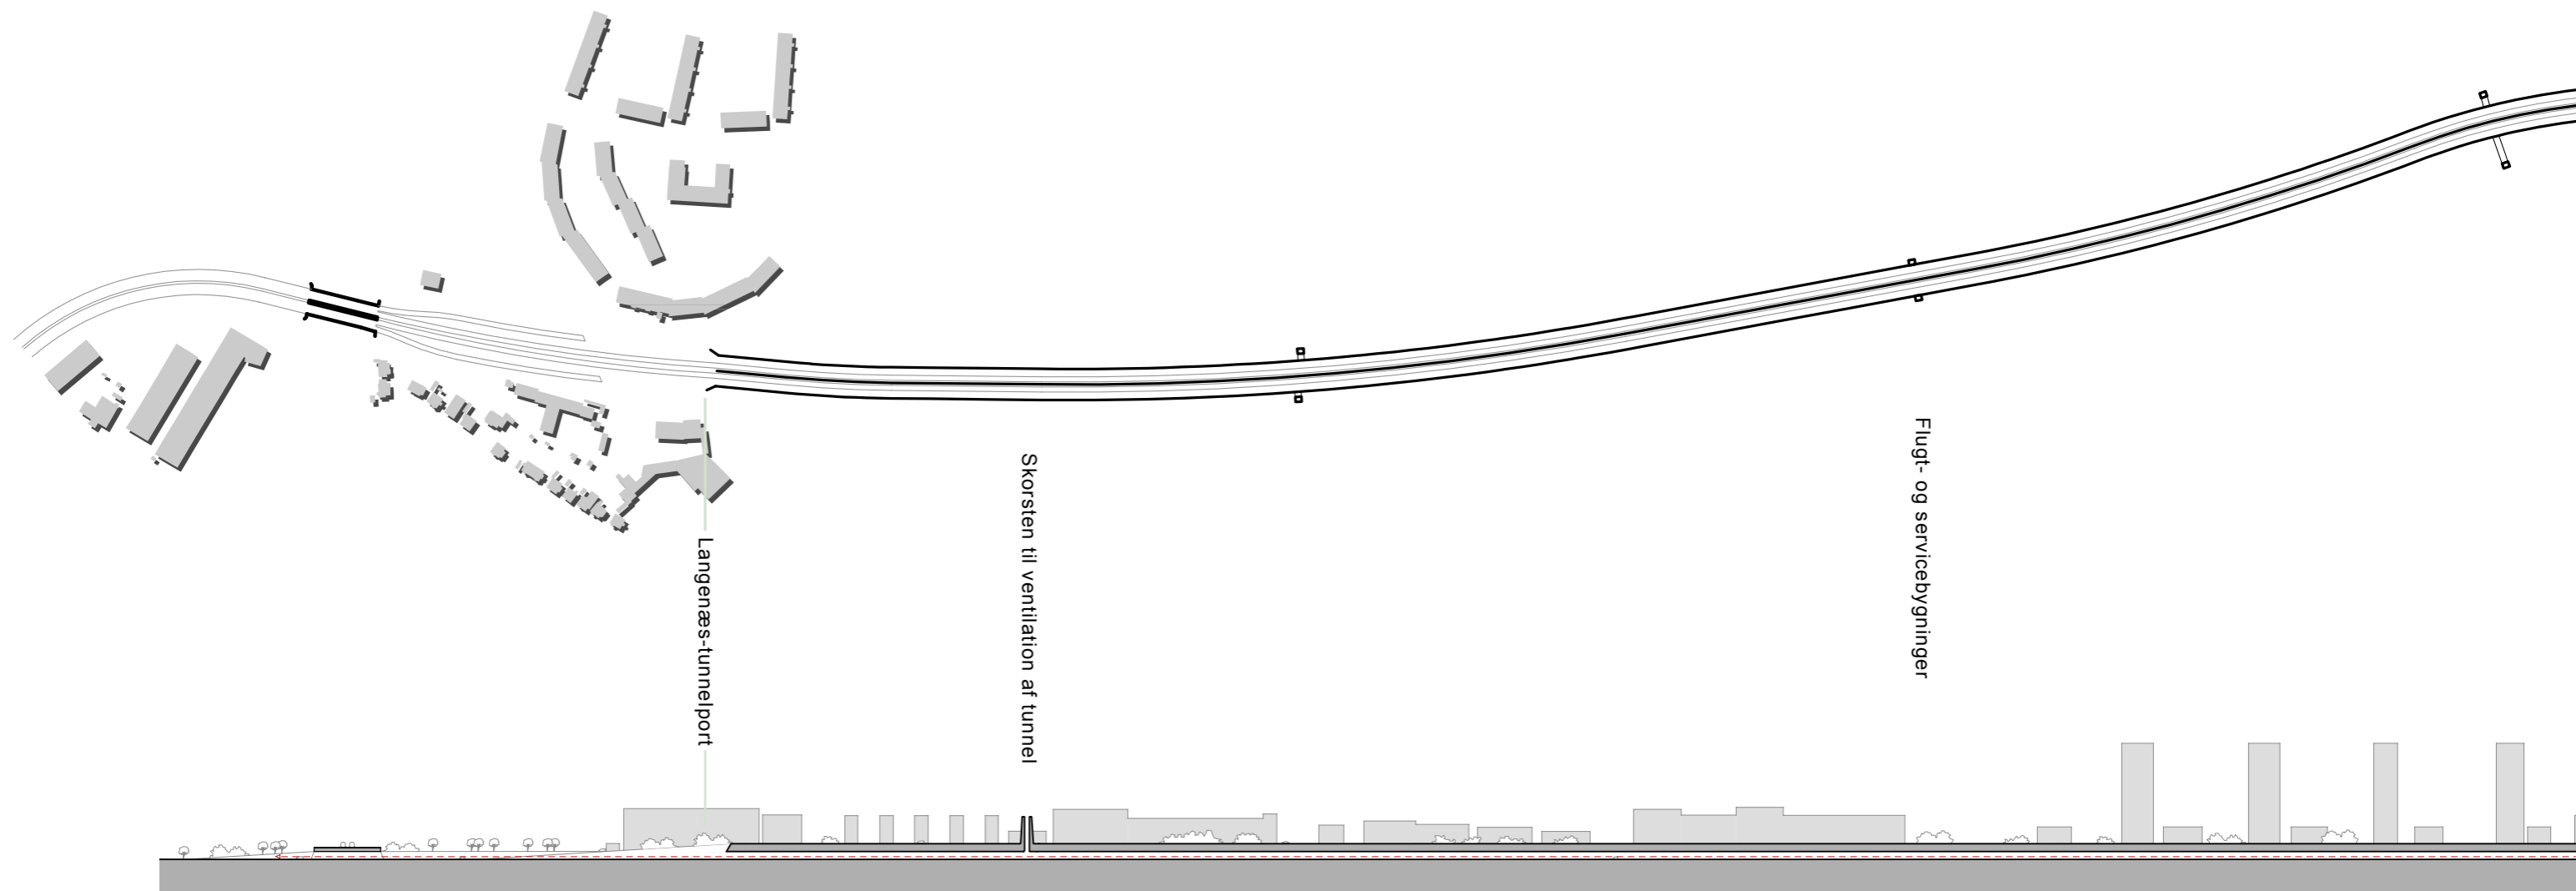 Langenæs-tunnelport
Skorsten til ventilation af tunnel
Flugt- og servicebygninger